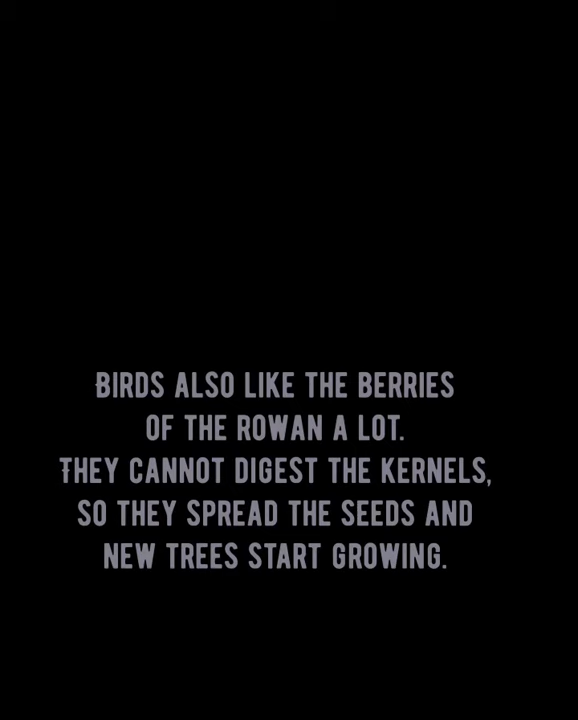 Birds also like the berries
of the rowan a lot.
They cannot digest the kernels,
so they spread the seeds and
new trees start growing.